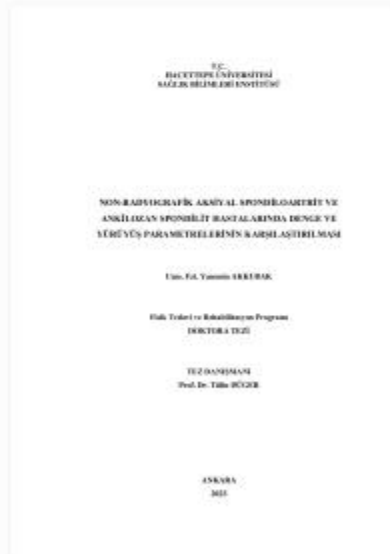 T.C.
HACETTEPE ÜNİVERSİTESİ
SAĞLIK BİLİMLERİ ENSTİTÜSÜ
NON-RADYOGRAFİK AKSİYAL SPONDİLOARTRİT VE
ANKİLOZAN SPONDİLİT HASTALARINDA DENGE VE
YÜRÜYÜŞ PARAMETRELERİNİN KARŞILAŞTIRILMASI
Uzm. Fzt. Yasemin
Fizik Tedavi ve Rehabilitasyon Programı
DOKTORA TEZİ
TEZ DANIŞMANI
Prof. Dr. Tülin DÜGER
ANKARA